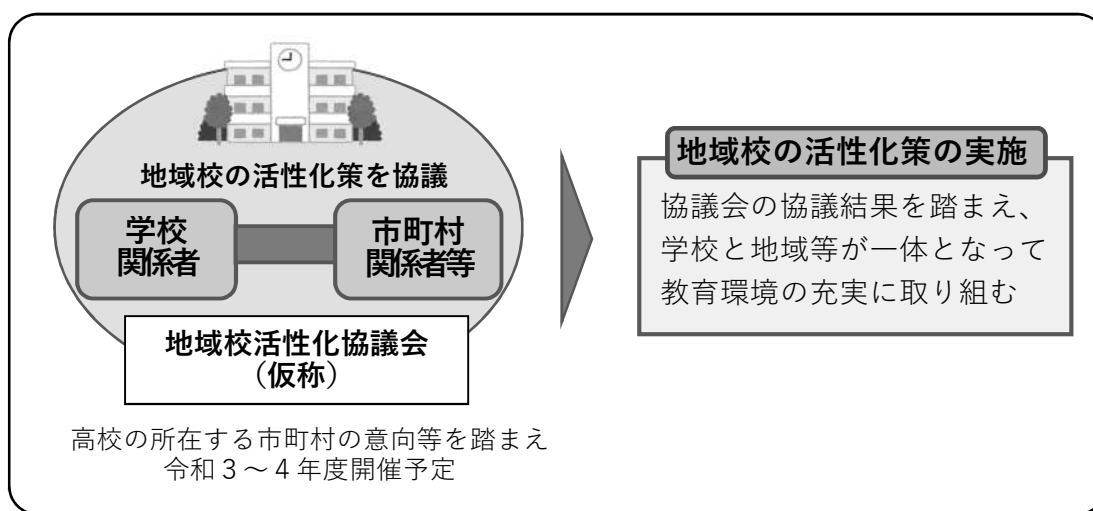 地域校の活性化策を協議
学校
関係者
市町村
関係者等
地域校活性化協議会
（仮称）
高校の所在する市町村の意向等を踏まえ
令和３～４年度開催予定
地域校の活性化策の実施
協議会の協議結果を踏まえ、
学校と地域等が一体となって
教育環境の充実に取り組む